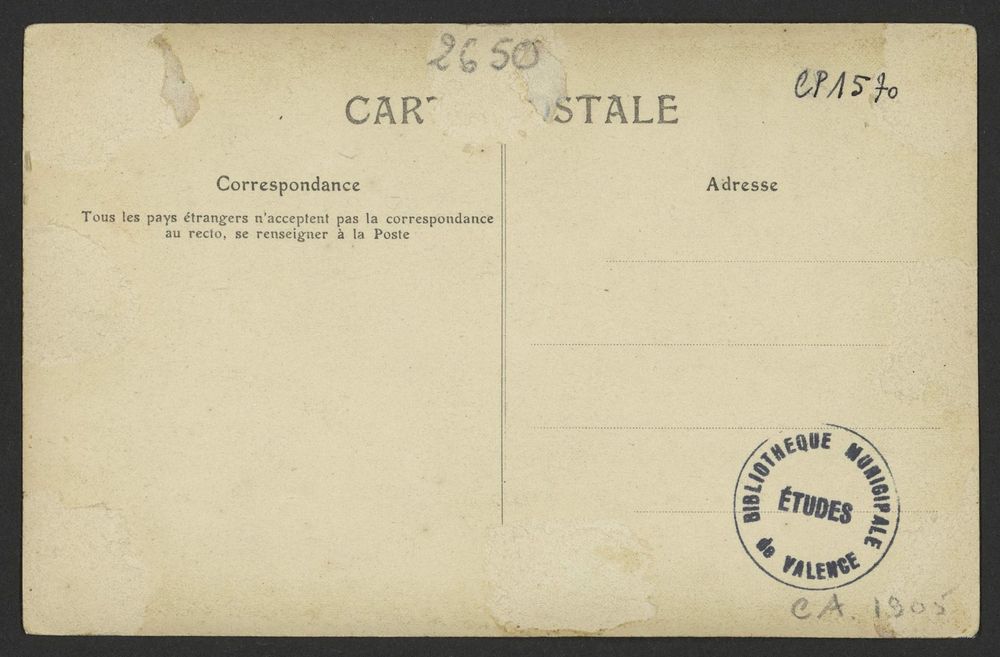 2650
CP1570
CAR STALE
Correspondance
Tous les pays étrangers n'acceptent pas la correspondance
au recto, se renseigner à la Poste
Adresse
BIBLIOTHEQUE MUNICIPALE
ÉTUDES
de VALENCE
CA. 1905